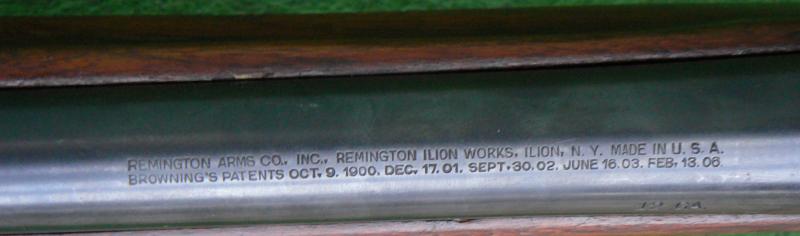 REMINGTON ARMS CO., INC., REMINGTON ILION WORKS, ILION, N.Y. MADE IN U.S.A.
BROWNING'S PATENTS OCT. 9. 1900. DEC. 17. 01. SEPT. 30. 02. JUNE 16. 03. FEB. 13. 06